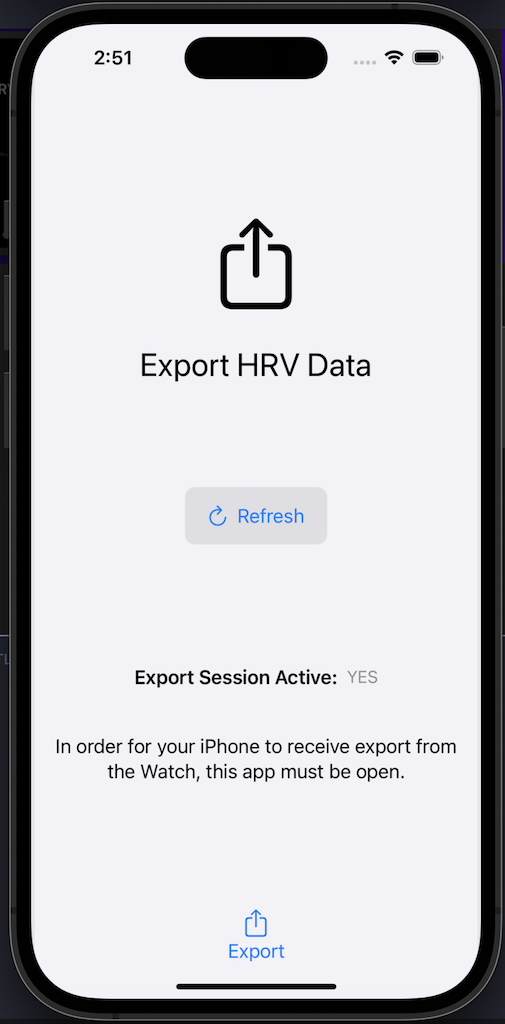 2:51
Export HRV Data
Refresh
Export Session Active: YES
In order for your iPhone to receive export from
the Watch, this app must be open.
Export